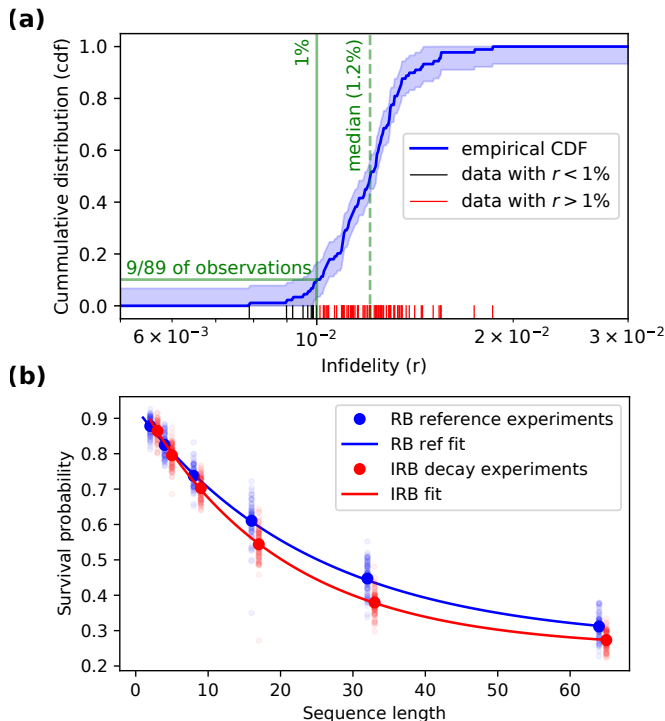 (a)
Cummulative distribution (cdf)
1.0
0.8
0.6
0.4
0.2
0.0
1%
median (1.2%)
9/89 of observations
empirical CDF
data with r < 1%
data with r > 1%
6 × 10⁻³
10⁻²
2 × 10⁻²
3 × 10⁻²
Infidelity (r)
(b)
Survival probability
0.9
0.8
0.7
0.6
0.5
0.4
0.3
0.2
RB reference experiments
RB ref fit
IRB decay experiments
IRB fit
0
10
20
30
40
50
60
Sequence length